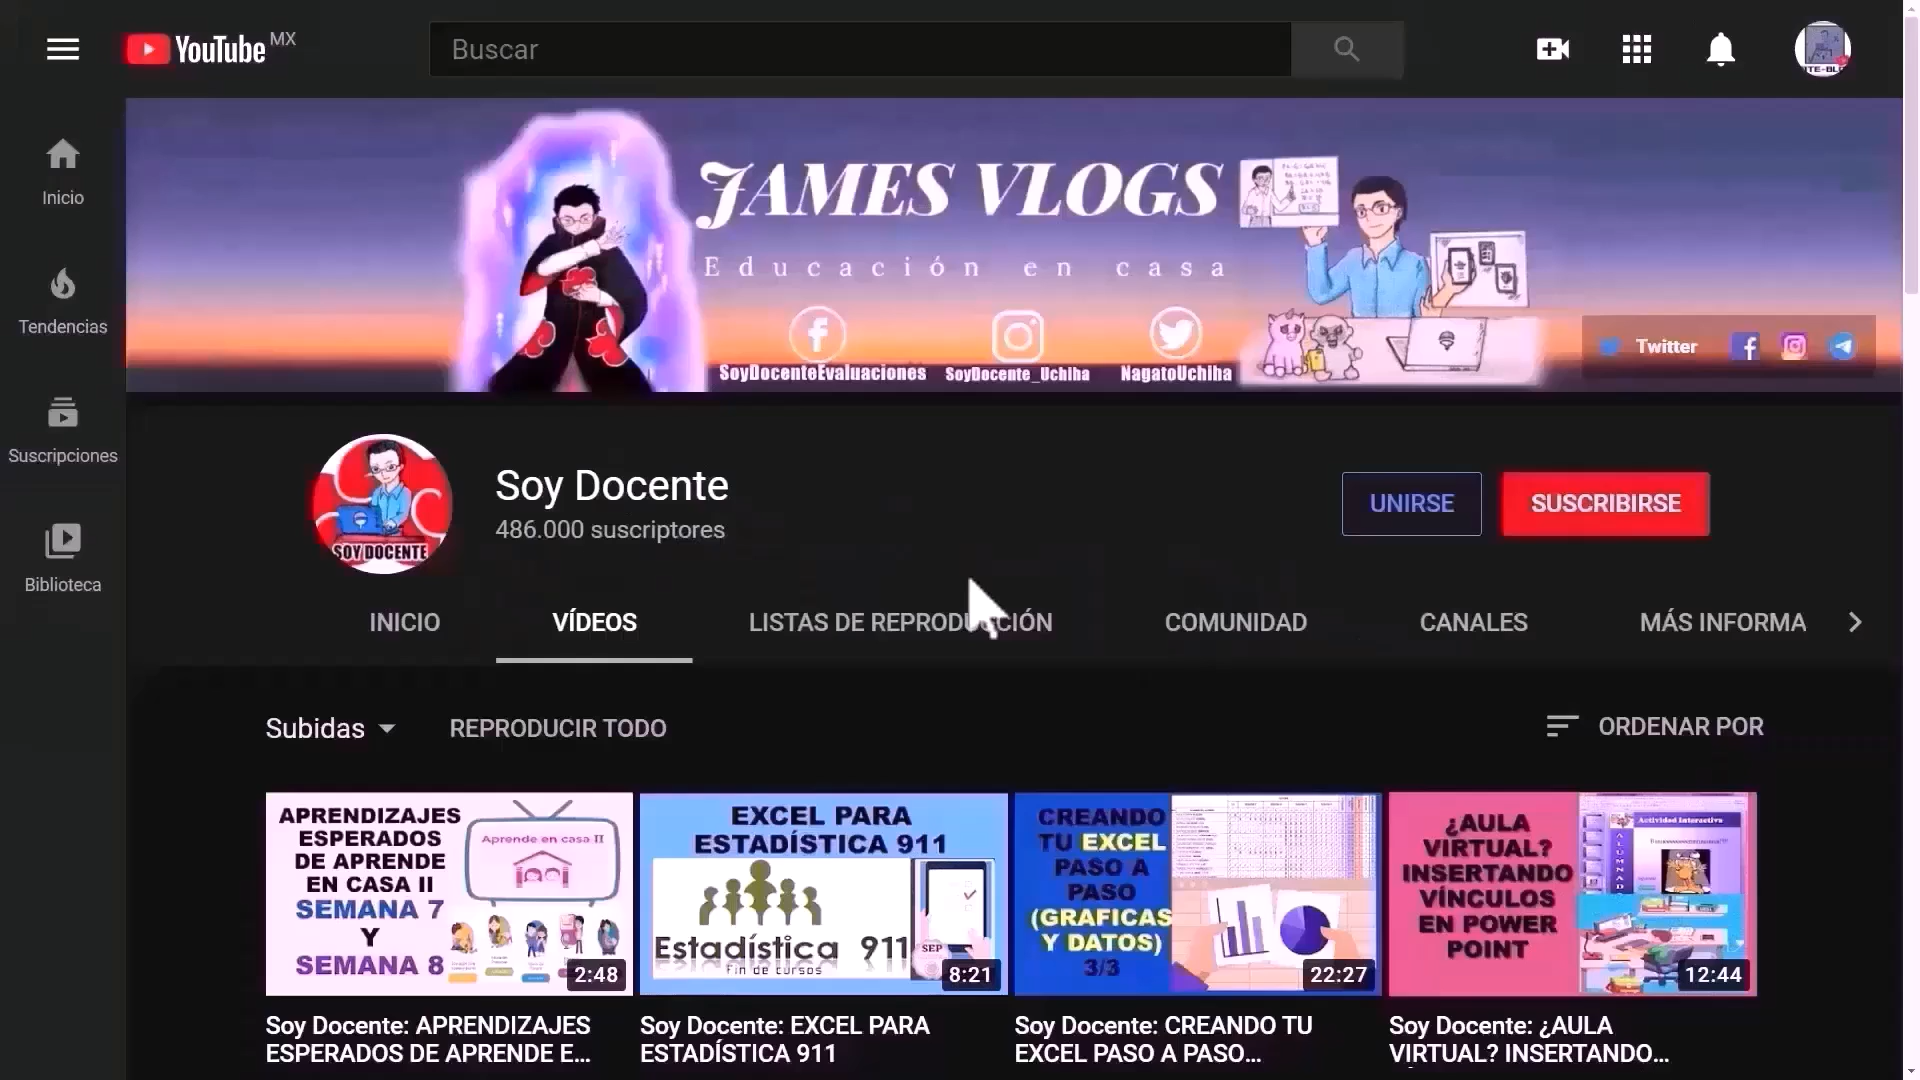 YouTube MX
Buscar
Inicio
Tendencias
Suscripciones
Biblioteca
JAMES VLOGS
Educación en casa
SoyDocenteEvaluaciones
SoyDocente_Uchiha
NagatoUchiha
Twitter
SOY DOCENTE
Soy Docente
486.000 suscriptores
UNIRSE
SUSCRIBIRSE
INICIO
VÍDEOS
LISTAS DE REPRODUCCIÓN
COMUNIDAD
CANALES
MÁS INFORMA
Subidas
REPRODUCIR TODO
ORDENAR POR
APRENDIZAJES
ESPERADOS
DE APRENDE
EN CASA II
SEMANA 7
Y
SEMANA 8
Aprende en casa II
2:48
EXCEL PARA
ESTADÍSTICA 911
Estadística 911
Fin de cursos
SEP
8:21
CREANDO
TU EXCEL
PASO A
PASO
(GRAFICAS
Y DATOS)
3/3
22:27
¿AULA
VIRTUAL?
INSERTANDO
VÍNCULOS
EN POWER
POINT
Actividad Interactiva
ALUMNAD
12:44
Soy Docente: APRENDIZAJES
ESPERADOS DE APRENDE E...
Soy Docente: EXCEL PARA
ESTADÍSTICA 911
Soy Docente: CREANDO TU
EXCEL PASO A PASO...
Soy Docente: ¿AULA
VIRTUAL? INSERTANDO...